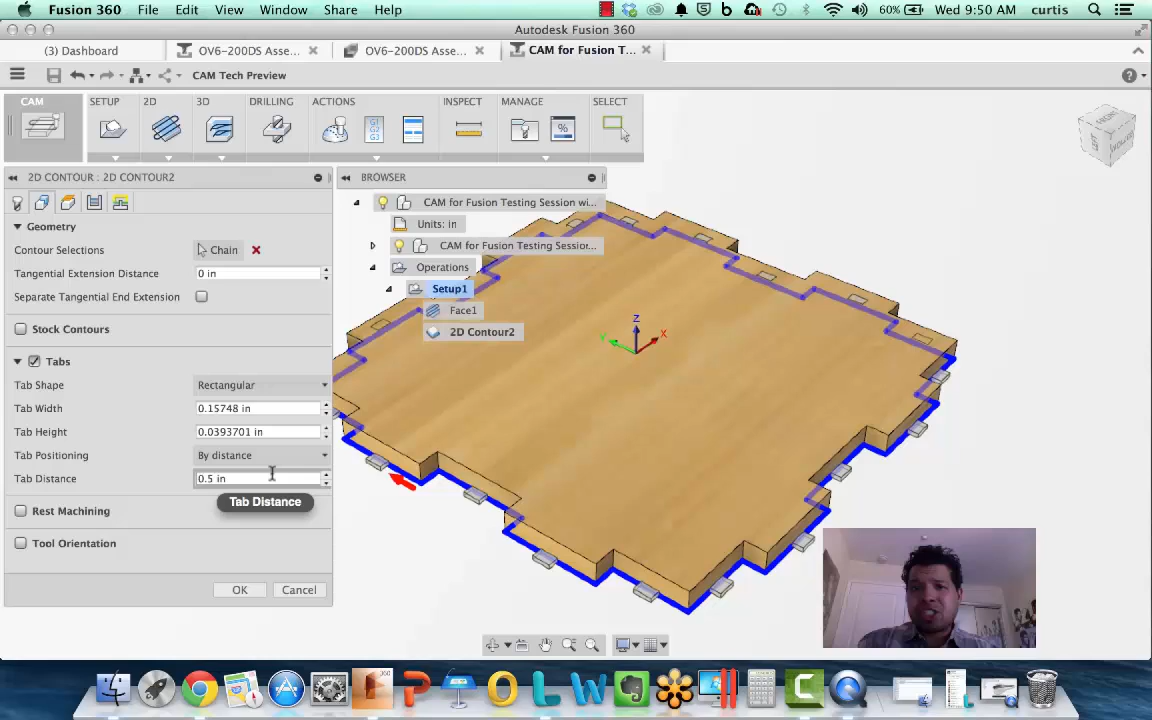 Fusion 360 File Edit View Window Share Help 60% Wed 9:50 AM curtis
Autodesk Fusion 360
(3) Dashboard OV6-200DS Asse... OV6-200DS Asse... CAM for Fusion T...
CAM Tech Preview
CAM SETUP 2D 3D DRILLING ACTIONS INSPECT MANAGE SELECT
G1
G2
G3
%
2D CONTOUR : 2D CONTOUR2
BROWSER
CAM for Fusion Testing Session wi...
Units: in
CAM for Fusion Testing Session...
Operations
Setup1
Face1
2D Contour2
Geometry
Contour Selections Chain
Tangential Extension Distance 0 in
Separate Tangential End Extension
Stock Contours
Tabs
Tab Shape Rectangular
Tab Width 0.15748 in
Tab Height 0.0393701 in
Tab Positioning By distance
Tab Distance 0.5 in
Tab Distance
Rest Machining
Tool Orientation
OK Cancel
Z
Y X